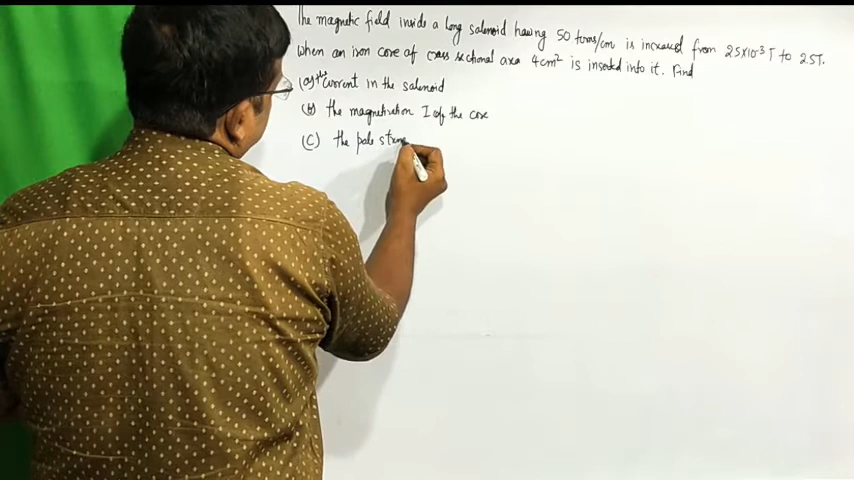 The magnetic field inside a long solenoid having 50 turns/cm is increased from 2.5×10⁻³ T to 2.5T.
when an iron core of cross sectional area 4cm² is inserted into it. Find
(a) the current in the solenoid
(b) the magnetization I of the core
(c) the pole stren